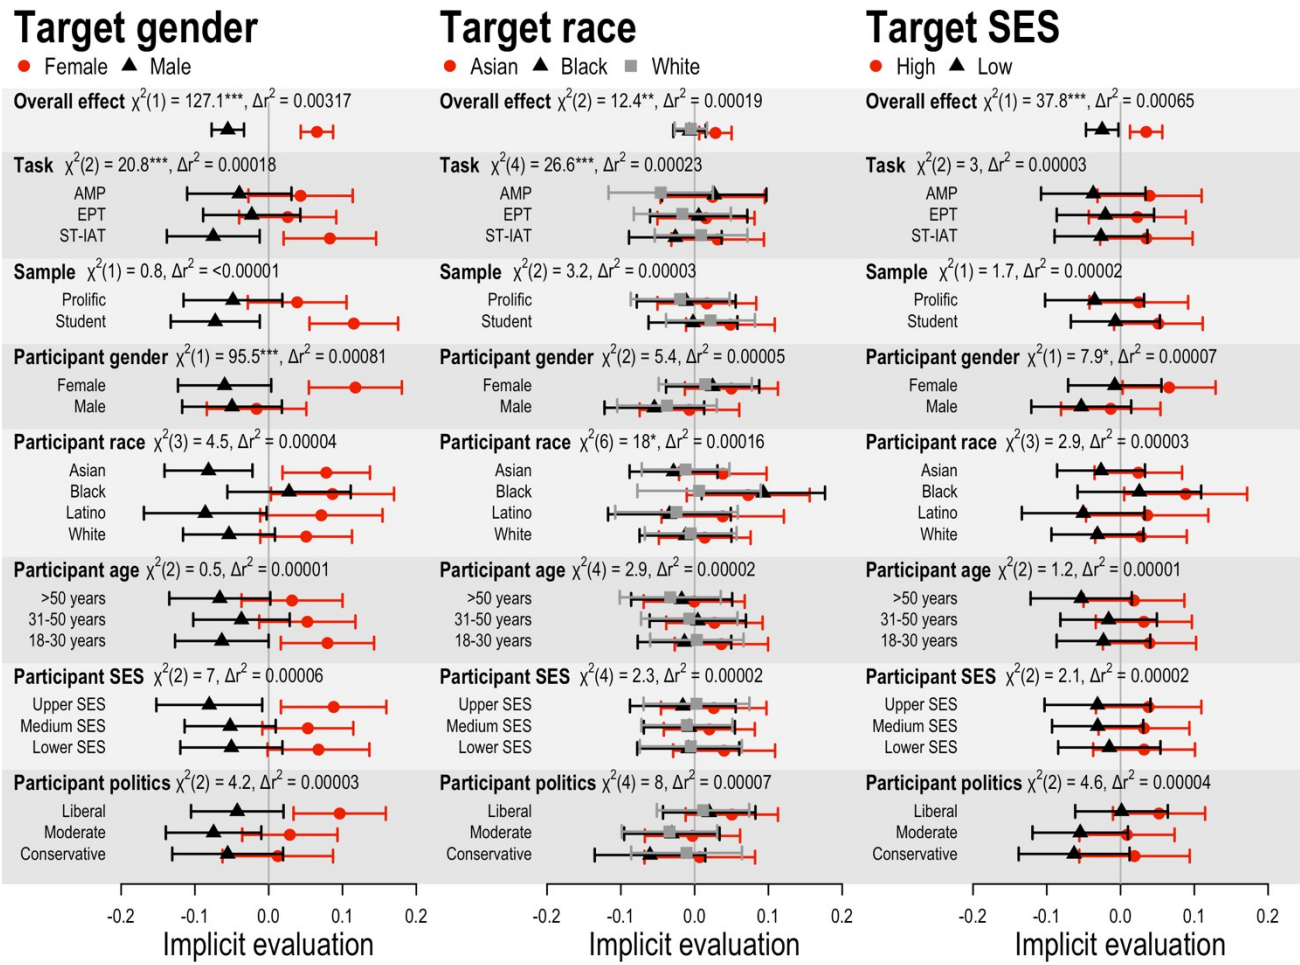 Target gender
Female Male
Overall effect χ²(1) = 127.1***, Δr² = 0.00317
Task χ²(2) = 20.8***, Δr² = 0.00018
AMP
EPT
ST-IAT
Sample χ²(1) = 0.8, Δr² = <0.00001
Prolific
Student
Participant gender χ²(1) = 95.5***, Δr² = 0.00081
Female
Male
Participant race χ²(3) = 4.5, Δr² = 0.00004
Asian
Black
Latino
White
Participant age χ²(2) = 0.5, Δr² = 0.00001
>50 years
31-50 years
18-30 years
Participant SES χ²(2) = 7, Δr² = 0.00006
Upper SES
Medium SES
Lower SES
Participant politics χ²(2) = 4.2, Δr² = 0.00003
Liberal
Moderate
Conservative
-0.2 -0.1 0.0 0.1 0.2
Implicit evaluation
Target race
Asian Black White
Overall effect χ²(2) = 12.4**, Δr² = 0.00019
Task χ²(4) = 26.6***, Δr² = 0.00023
AMP
EPT
ST-IAT
Sample χ²(2) = 3.2, Δr² = 0.00003
Prolific
Student
Participant gender χ²(2) = 5.4, Δr² = 0.00005
Female
Male
Participant race χ²(6) = 18*, Δr² = 0.00016
Asian
Black
Latino
White
Participant age χ²(4) = 2.9, Δr² = 0.00002
>50 years
31-50 years
18-30 years
Participant SES χ²(4) = 2.3, Δr² = 0.00002
Upper SES
Medium SES
Lower SES
Participant politics χ²(4) = 8, Δr² = 0.00007
Liberal
Moderate
Conservative
-0.2 -0.1 0.0 0.1 0.2
Implicit evaluation
Target SES
High Low
Overall effect χ²(1) = 37.8***, Δr² = 0.00065
Task χ²(2) = 3, Δr² = 0.00003
AMP
EPT
ST-IAT
Sample χ²(1) = 1.7, Δr² = 0.00002
Prolific
Student
Participant gender χ²(1) = 7.9*, Δr² = 0.00007
Female
Male
Participant race χ²(3) = 2.9, Δr² = 0.00003
Asian
Black
Latino
White
Participant age χ²(2) = 1.2, Δr² = 0.00001
>50 years
31-50 years
18-30 years
Participant SES χ²(2) = 2.1, Δr² = 0.00002
Upper SES
Medium SES
Lower SES
Participant politics χ²(2) = 4.6, Δr² = 0.00004
Liberal
Moderate
Conservative
-0.2 -0.1 0.0 0.1 0.2
Implicit evaluation